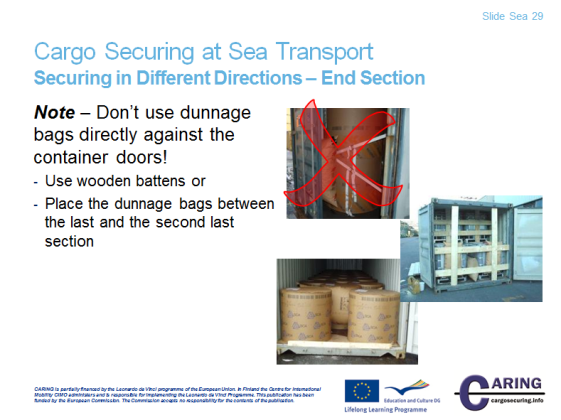 Slide Sea 29
Cargo Securing at Sea Transport
Securing in Different Directions – End Section
Note – Don't use dunnage
bags directly against the
container doors!
- Use wooden battens or
- Place the dunnage bags between
the last and the second last
section
CARING is partially financed by the Leonardo da Vinci programme of the European Union. In Finland the Centre for International
Mobility CIMO administers and is responsible for implementing the Leonardo da Vinci Programme. This publication has been
funded by the European Commission. The Commission accepts no responsibility for the contents of the publication.
Education and Culture DG
Lifelong Learning Programme
CARING
cargosecuring.info